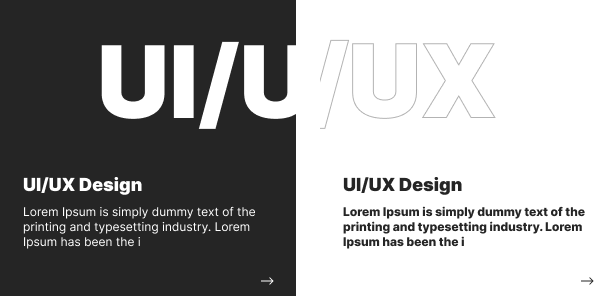 UI/U
/UX
UI/UX Design
Lorem Ipsum is simply dummy text of the
printing and typesetting industry. Lorem
Ipsum has been the i
UI/UX Design
Lorem Ipsum is simply dummy text of the
printing and typesetting industry. Lorem
Ipsum has been the i